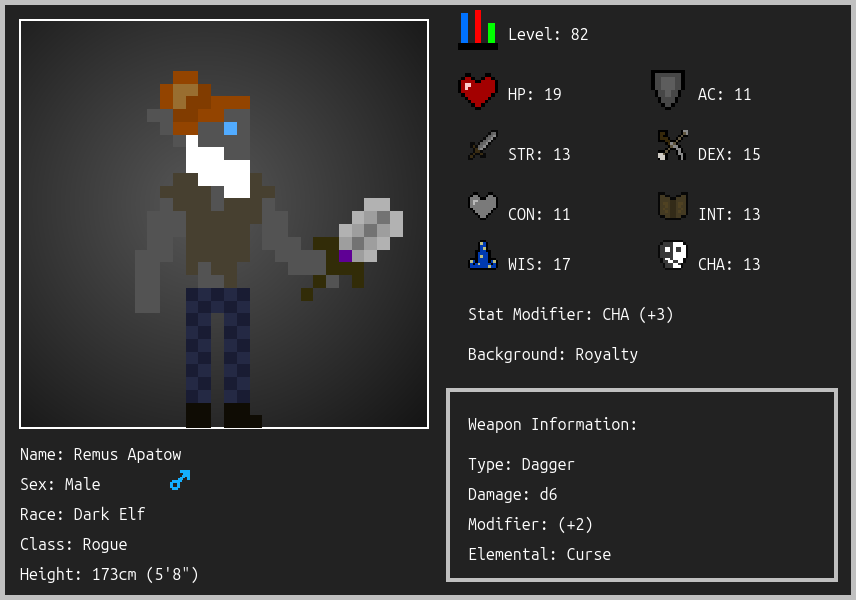 Level: 82
HP: 19
AC: 11
STR: 13
DEX: 15
CON: 11
INT: 13
WIS: 17
CHA: 13
Stat Modifier: CHA (+3)
Background: Royalty
Name: Remus Apatow
Sex: Male
Race: Dark Elf
Class: Rogue
Height: 173cm (5'8")
Weapon Information:
Type: Dagger
Damage: d6
Modifier: (+2)
Elemental: Curse